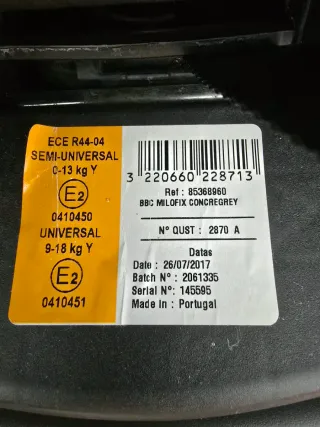 ECE R44-04
SEMI-UNIVERSAL
0-13 kg Y
E2
0410450
UNIVERSAL
9-18 kg Y
E2
0410451
3 220660 228713
Ref : 85368960
BBC MILOFIX CONCREGREY
N° QUST : 2870 A
Datas
Date : 26/07/2017
Batch N° : 2061335
Serial N°: 145595
Made in : Portugal